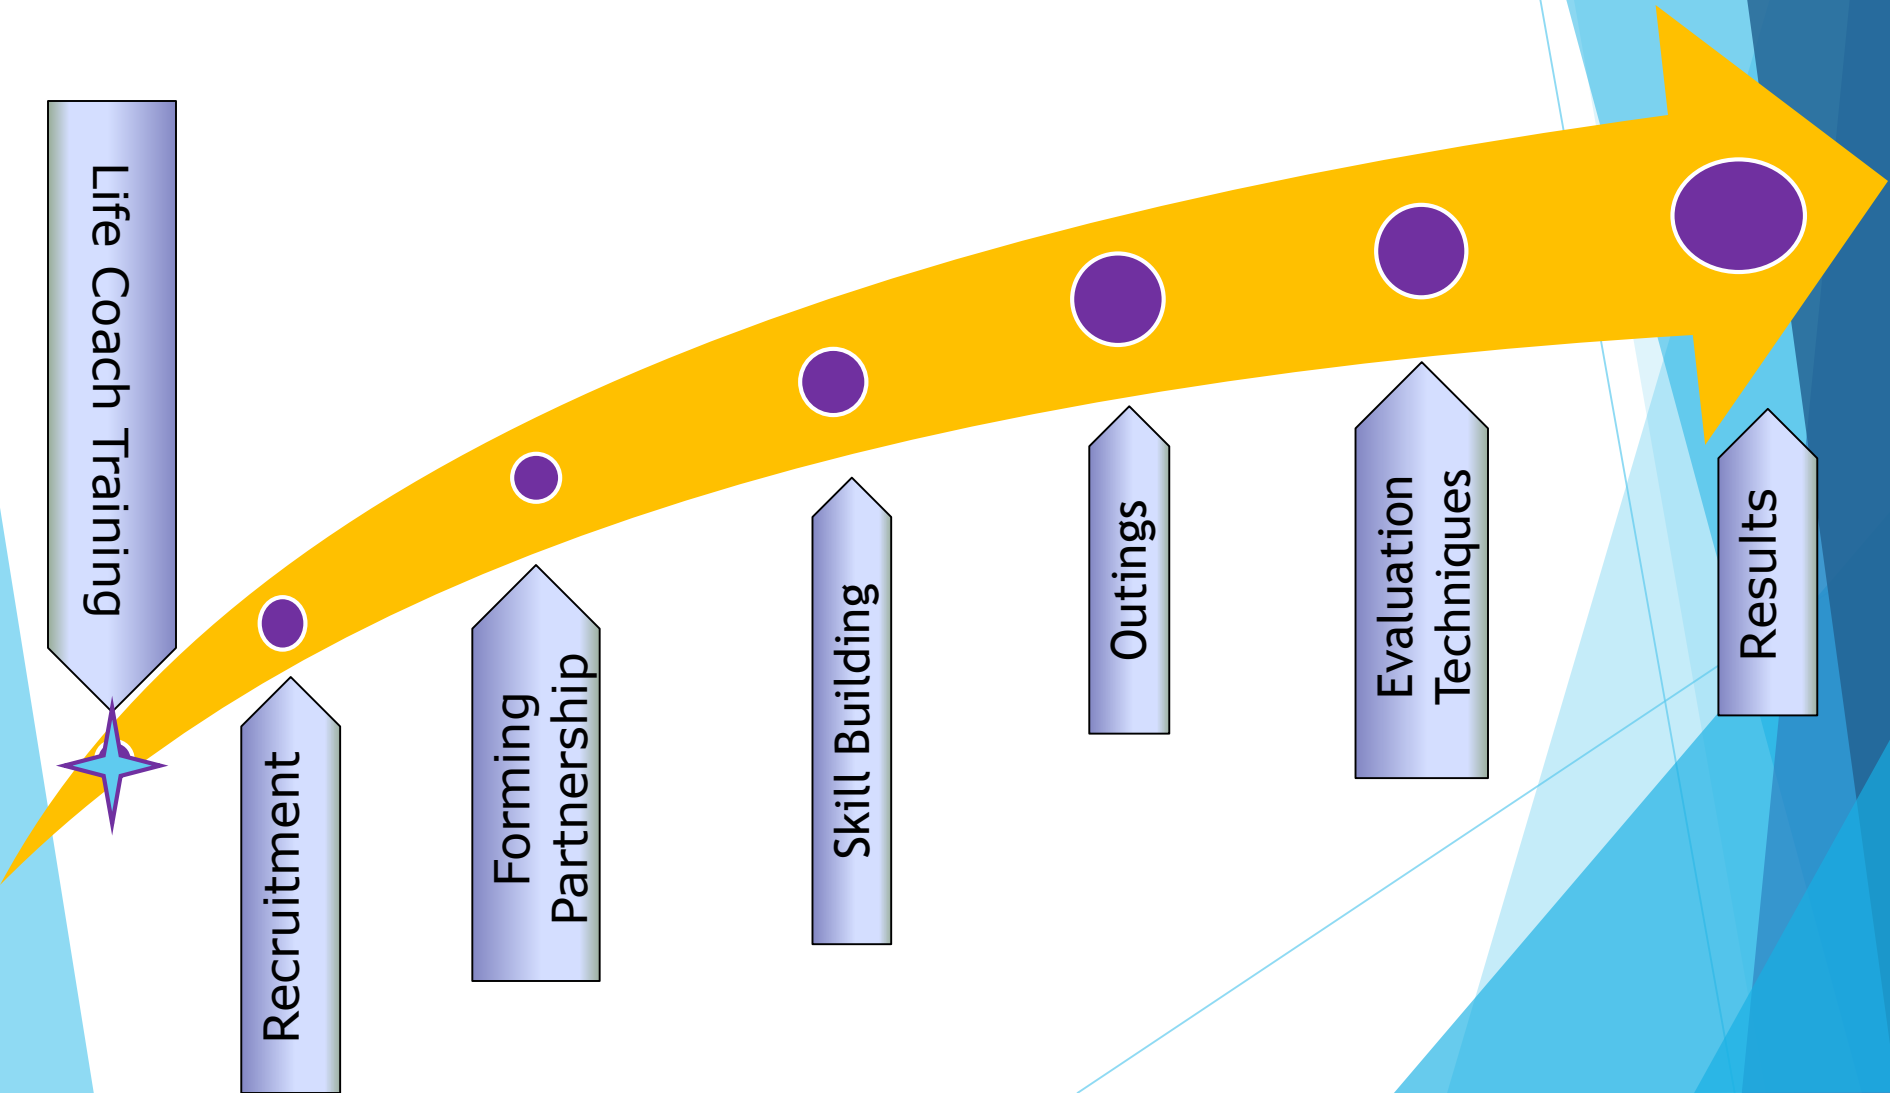 Life Coach Training
Recruitment
Forming
Partnership
Skill Building
Outings
Evaluation
Techniques
Results